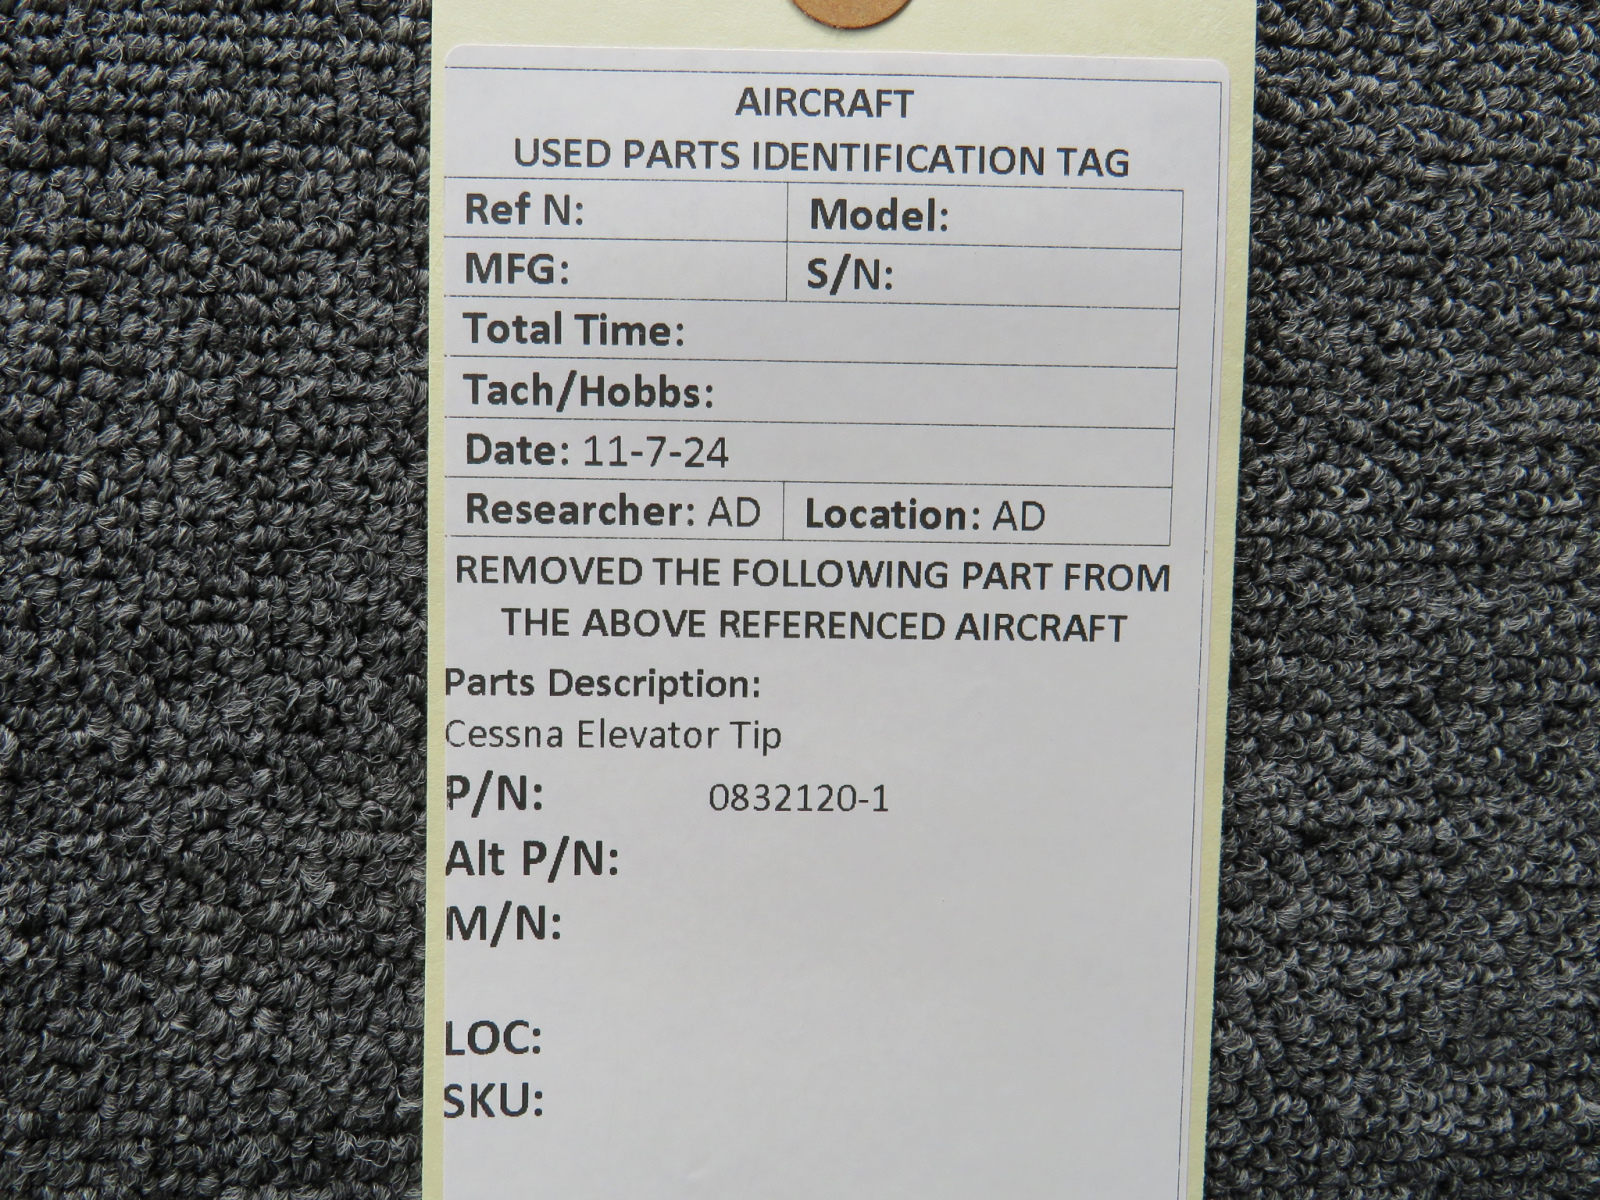 AIRCRAFT
USED PARTS IDENTIFICATION TAG
Ref N: Model:
MFG: S/N:
Total Time:
Tach/Hobbs:
Date: 11-7-24
Researcher: AD Location: AD
REMOVED THE FOLLOWING PART FROM
THE ABOVE REFERENCED AIRCRAFT
Parts Description:
Cessna Elevator Tip
P/N: 0832120-1
Alt P/N:
M/N:
LOC:
SKU: